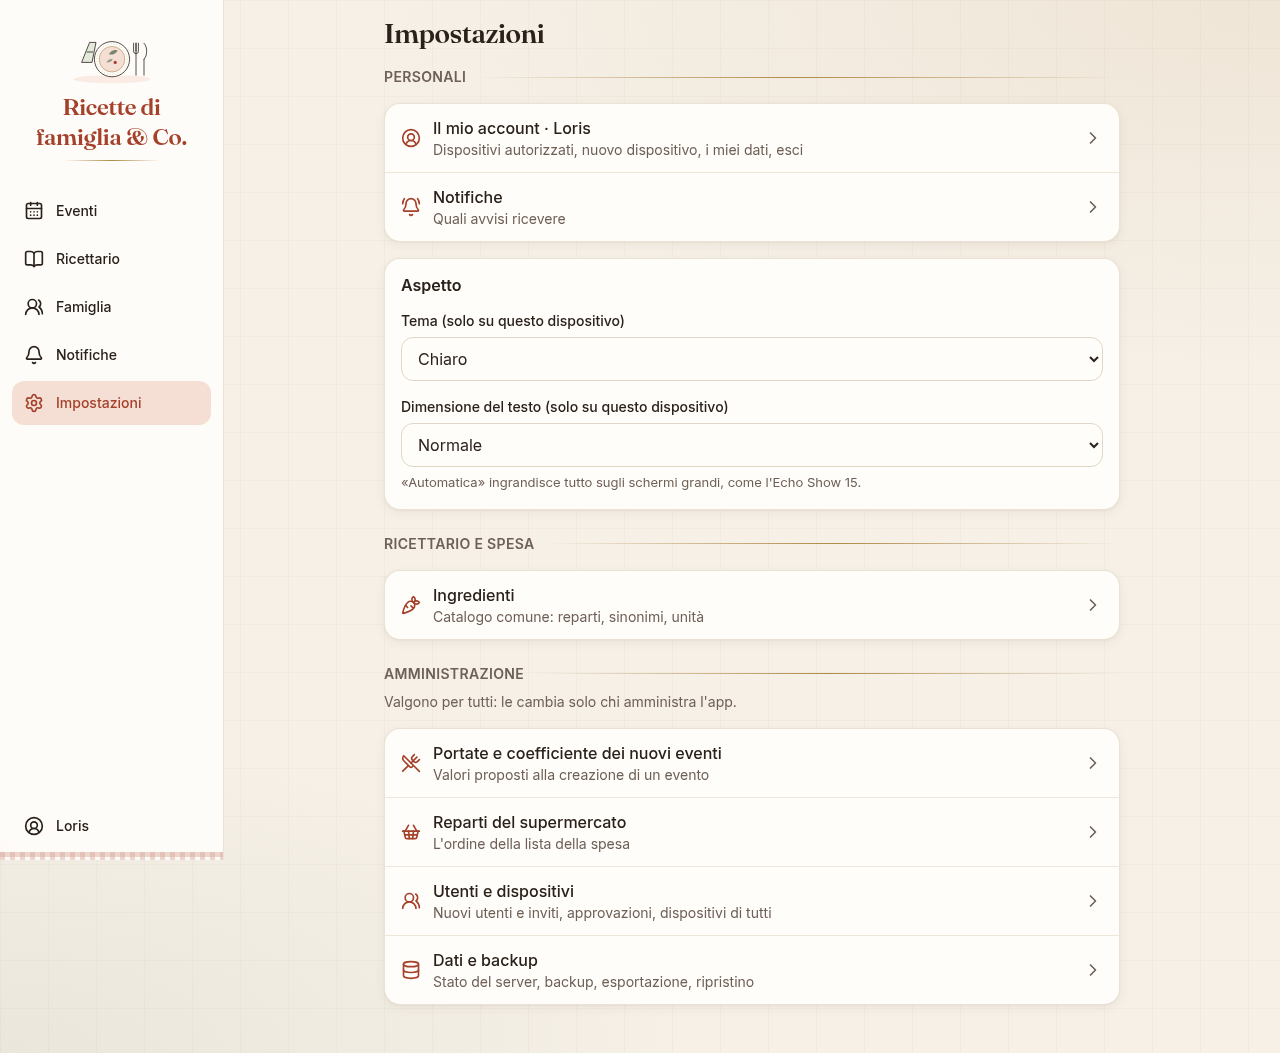 Ricette di
famiglia & Co.
Eventi
Ricettario
Famiglia
Notifiche
Impostazioni
Loris
Impostazioni
PERSONALI
Il mio account · Loris
Dispositivi autorizzati, nuovo dispositivo, i miei dati, esci
Notifiche
Quali avvisi ricevere
Aspetto
Tema (solo su questo dispositivo)
Chiaro
Dimensione del testo (solo su questo dispositivo)
Normale
«Automatica» ingrandisce tutto sugli schermi grandi, come l'Echo Show 15.
RICETTARIO E SPESA
Ingredienti
Catalogo comune: reparti, sinonimi, unità
AMMINISTRAZIONE
Valgono per tutti: le cambia solo chi amministra l'app.
Portate e coefficiente dei nuovi eventi
Valori proposti alla creazione di un evento
Reparti del supermercato
L'ordine della lista della spesa
Utenti e dispositivi
Nuovi utenti e inviti, approvazioni, dispositivi di tutti
Dati e backup
Stato del server, backup, esportazione, ripristino